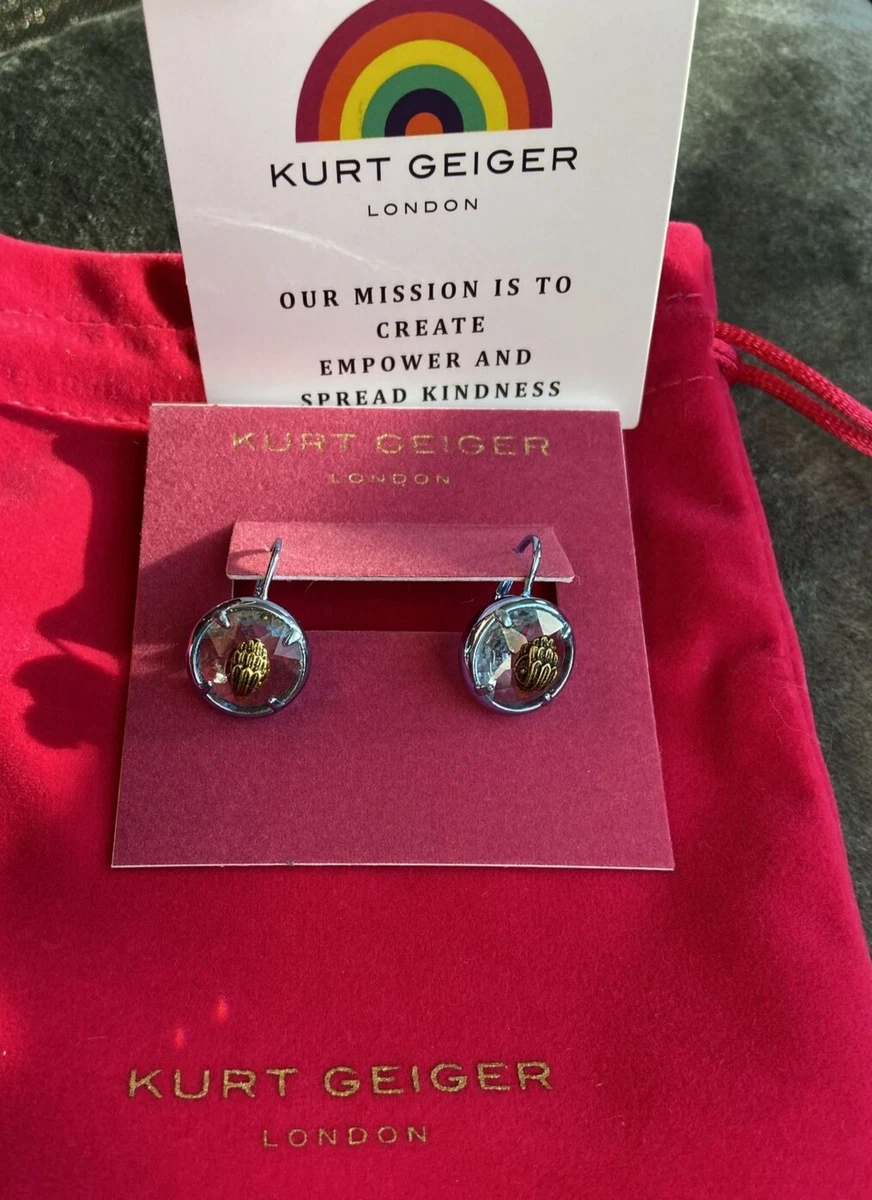 KURT GEIGER
LONDON
OUR MISSION IS TO
CREATE
EMPOWER AND
SPREAD KINDNESS
KURT GEIGER
LONDON
KURT GEIGER
LONDON